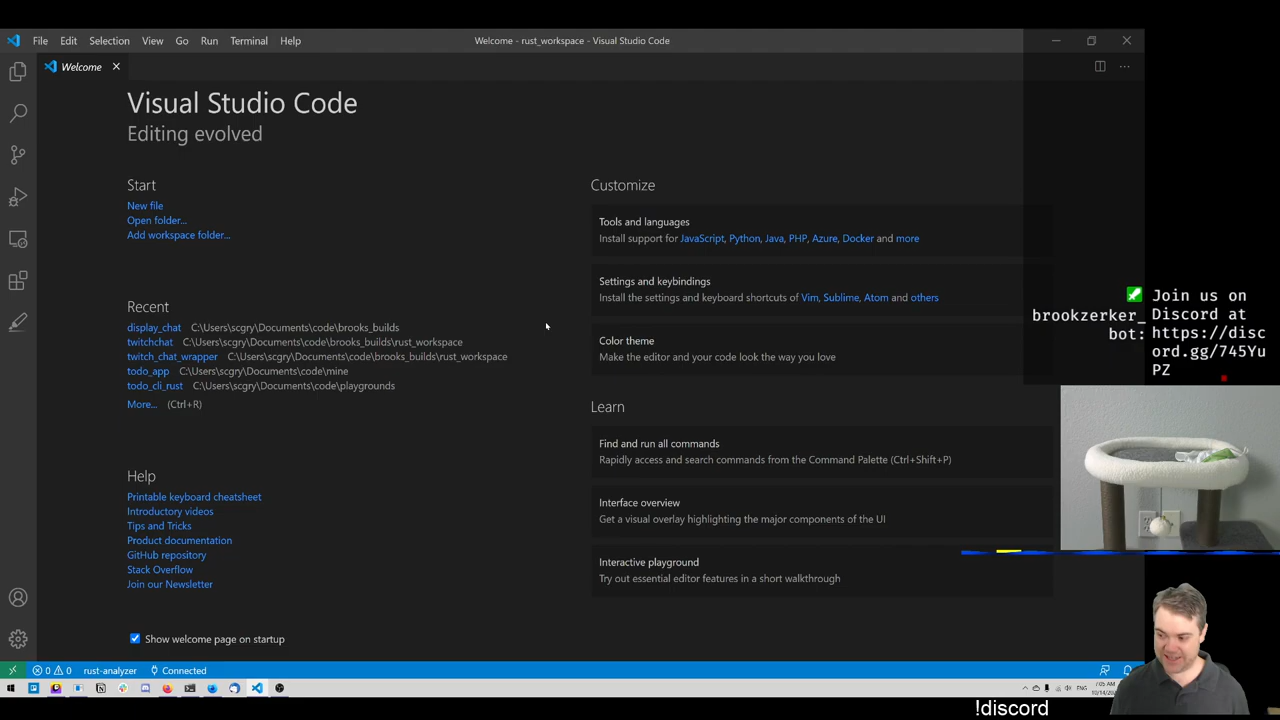 File Edit Selection View Go Run Terminal Help
Welcome - rust_workspace - Visual Studio Code
Welcome
Visual Studio Code
Editing evolved
Start
New file
Open folder...
Add workspace folder...
Recent
display_chat C:\Users\scgry\Documents\code\brooks_builds
twitchchat C:\Users\scgry\Documents\code\brooks_builds\rust_workspace
twitch_chat_wrapper C:\Users\scgry\Documents\code\brooks_builds\rust_workspace
todo_app C:\Users\scgry\Documents\code\mine
todo_cli_rust C:\Users\scgry\Documents\code\playgrounds
More... (Ctrl+R)
Help
Printable keyboard cheatsheet
Introductory videos
Tips and Tricks
Product documentation
GitHub repository
Stack Overflow
Join our Newsletter
Show welcome page on startup
Customize
Tools and languages
Install support for JavaScript, Python, Java, PHP, Azure, Docker and more
Settings and keybindings
Install the settings and keyboard shortcuts of Vim, Sublime, Atom and others
Color theme
Make the editor and your code look the way you love
Learn
Find and run all commands
Rapidly access and search commands from the Command Palette (Ctrl+Shift+P)
Interface overview
Get a visual overlay highlighting the major components of the UI
Interactive playground
Try out essential editor features in a short walkthrough
brookzerker_
bot:
Join us on
Discord at
https://disc
ord.gg/745Yu
PZ
0 0 rust-analyzer Connected
ENG
7:05 AM
!discord